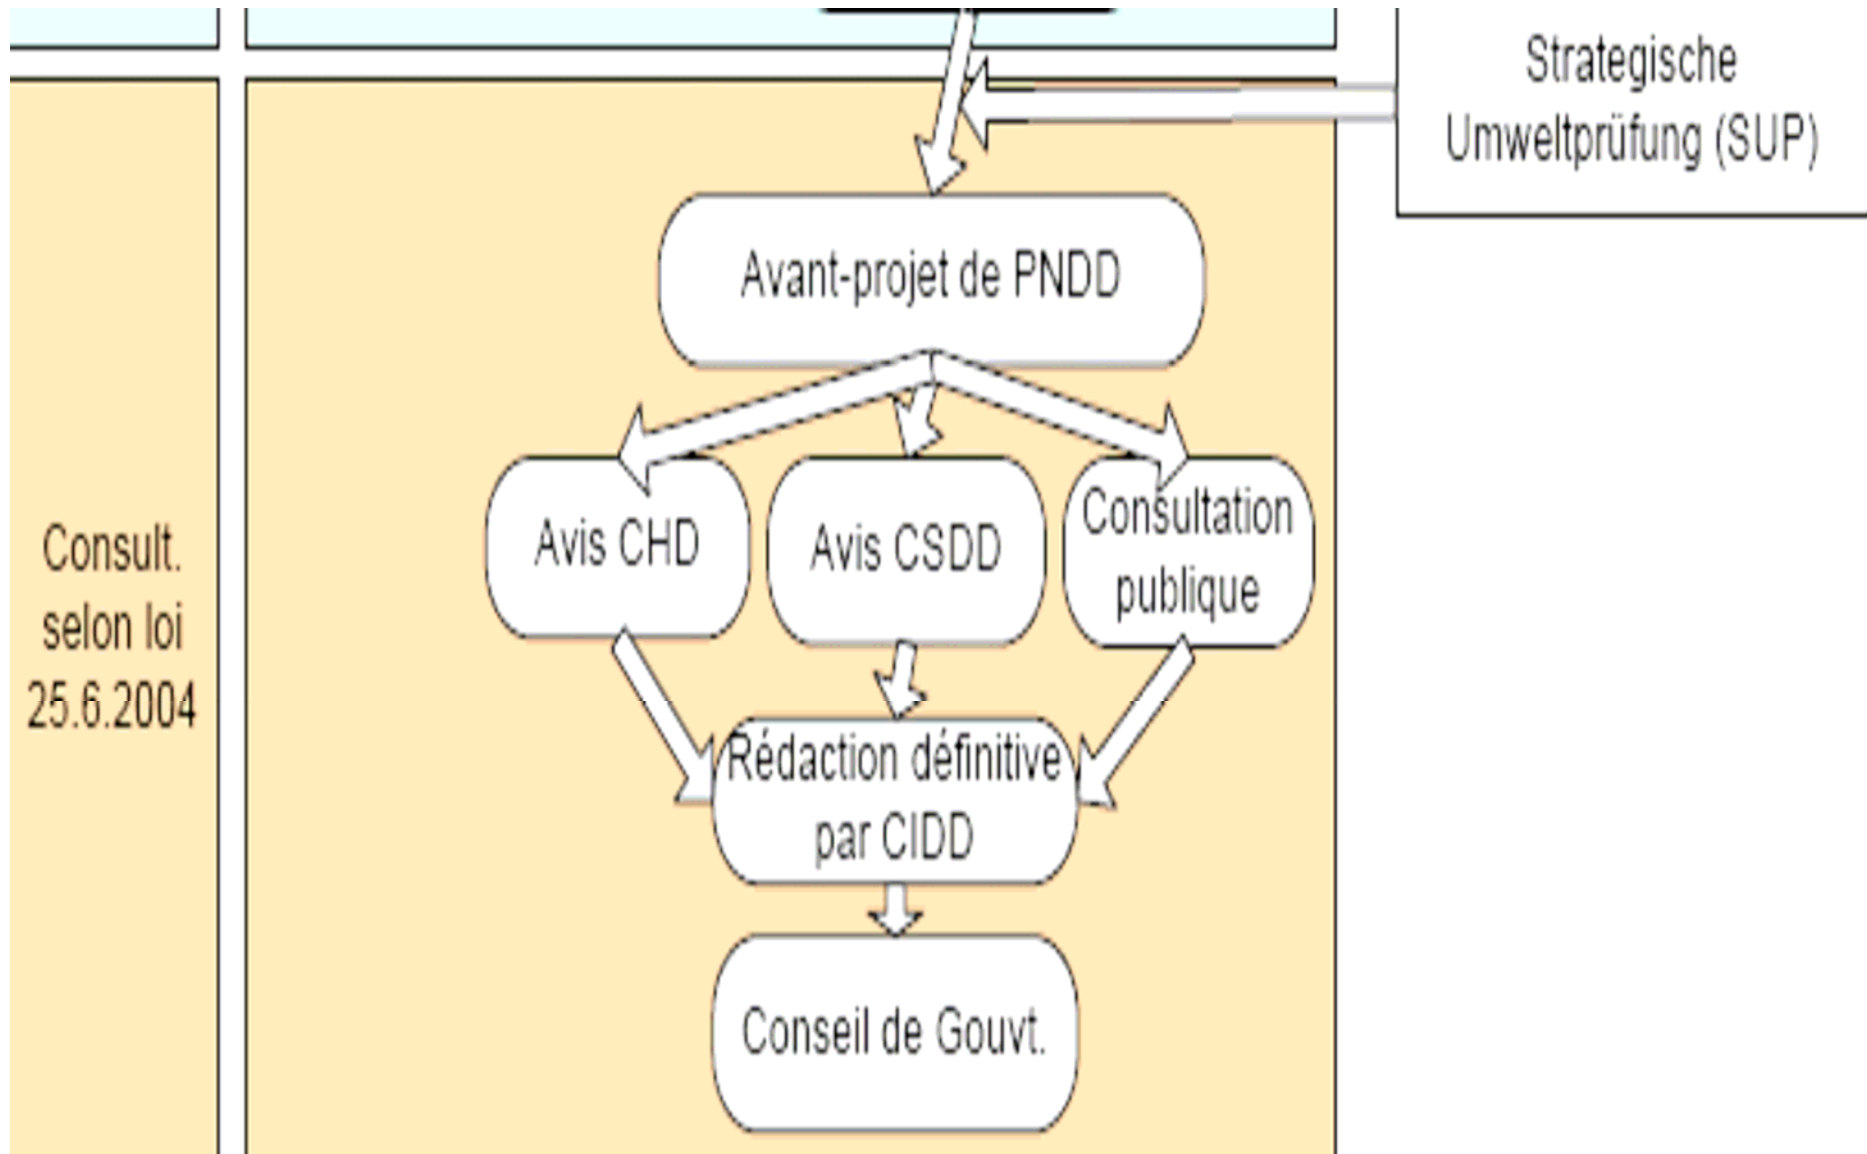 Strategische
Umweltprüfung (SUP)
Avant-projet de PNDD
Avis CHD
Avis CSDD
Consultation
publique
Consult.
selon loi
25.6.2004
Rédaction définitive
par CIDD
Conseil de Gouvt.